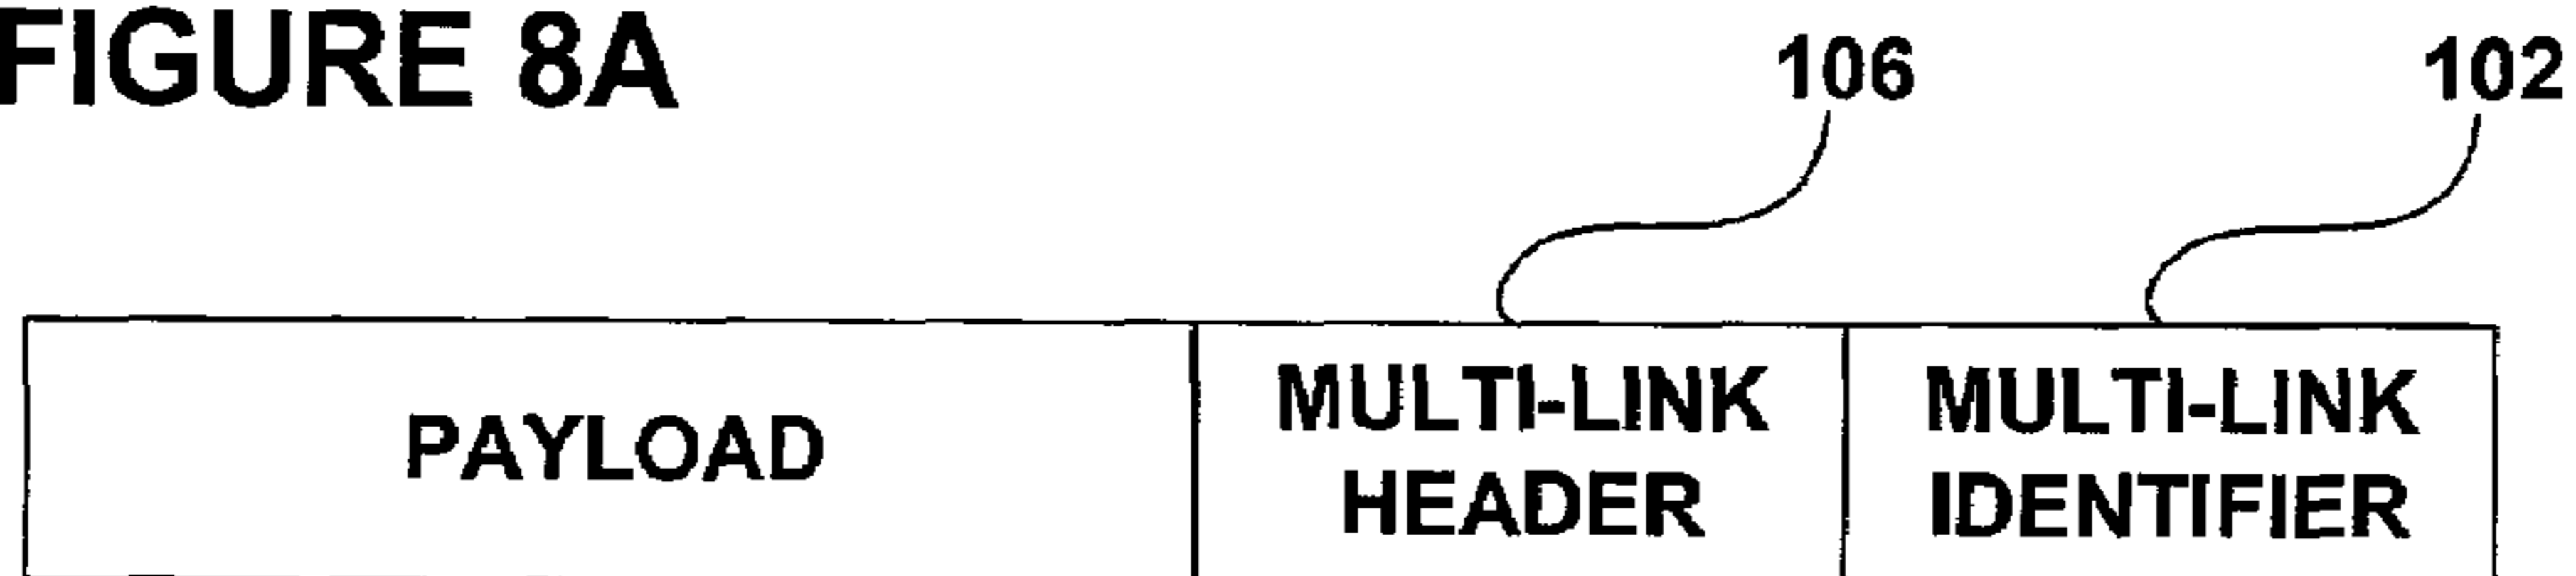 FIGURE 8A
106
102
PAYLOAD
MULTI-LINK
HEADER
MULTI-LINK
IDENTIFIER